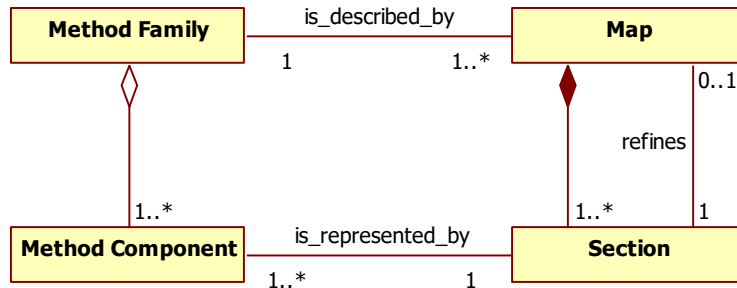 Method Family
is_described_by
Map
1
1..*
0..1
refines
1..*
1..*
1
Method Component
is_represented_by
Section
1..*
1